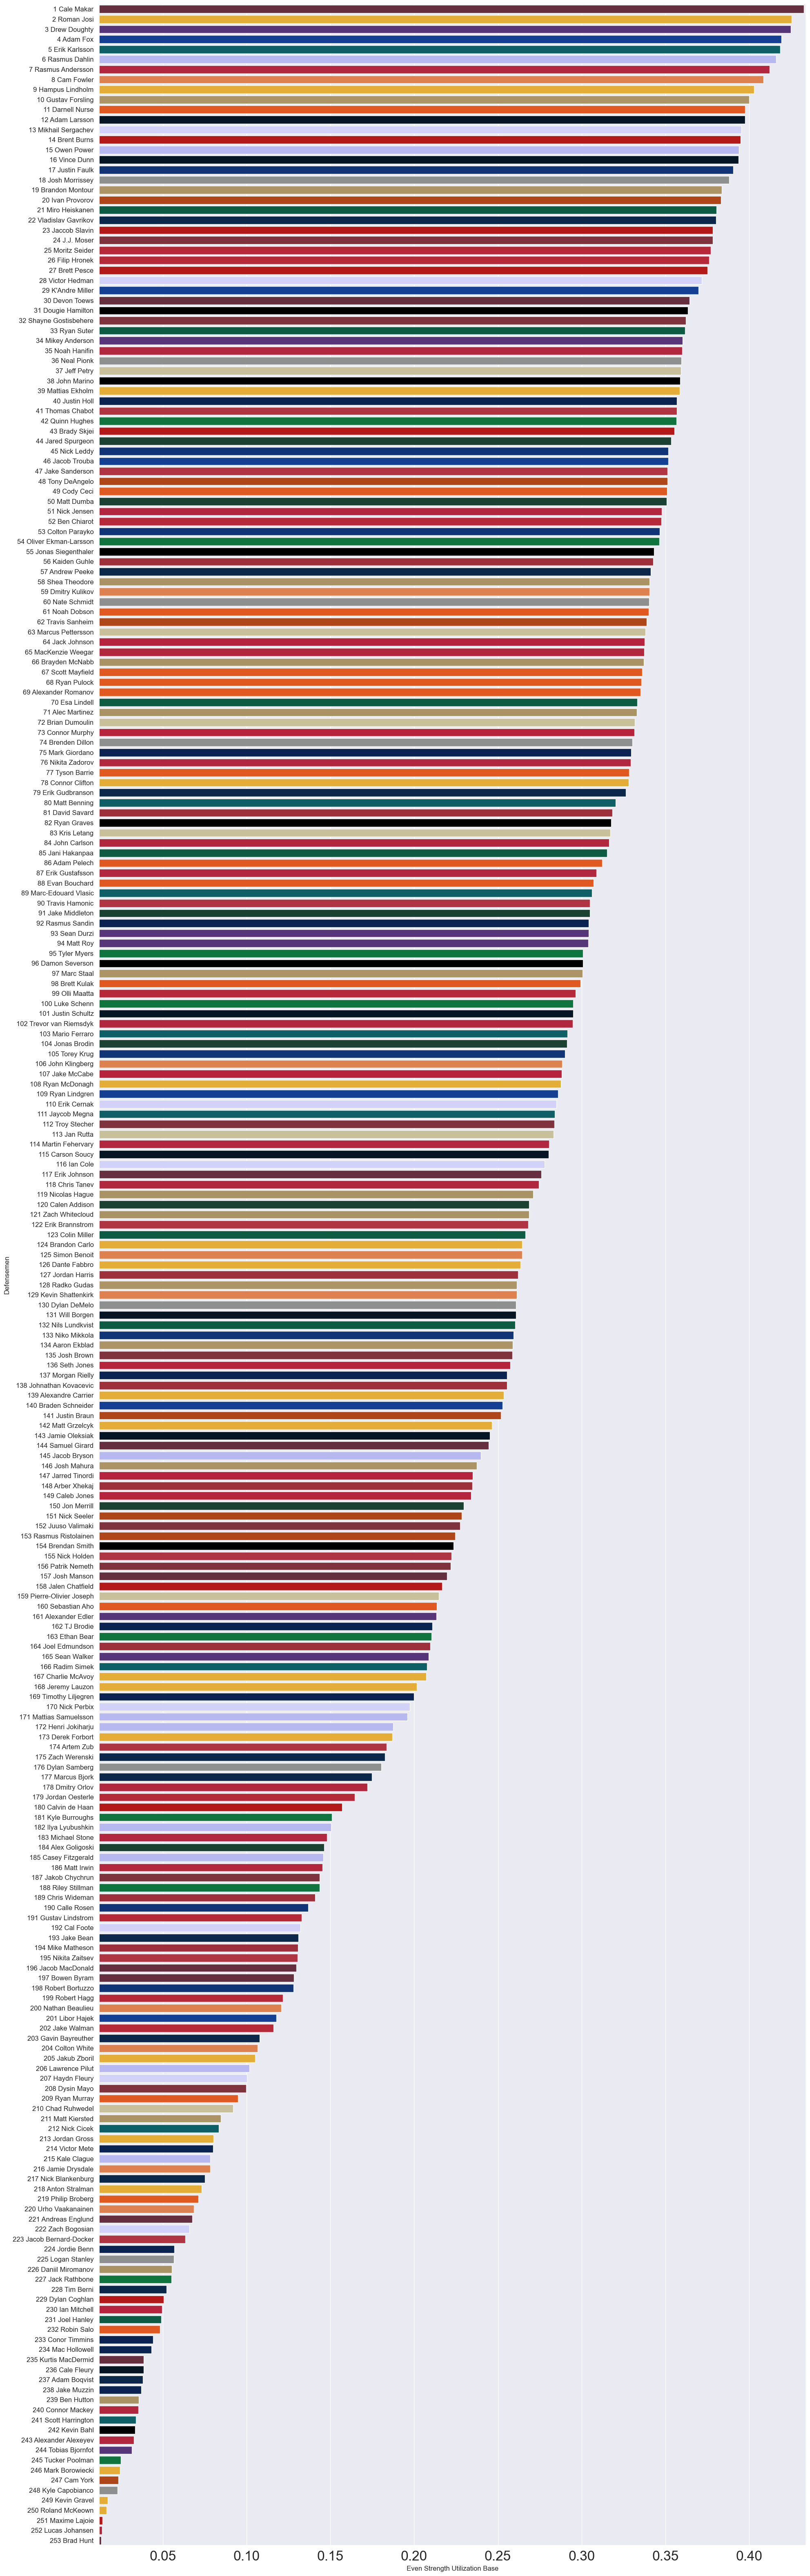 1 Cale Makar
2 Roman Josi
3 Drew Doughty
4 Adam Fox
5 Erik Karlsson
6 Rasmus Dahlin
7 Rasmus Andersson
8 Cam Fowler
9 Hampus Lindholm
10 Gustav Forsling
11 Darnell Nurse
12 Adam Larsson
13 Mikhail Sergachev
14 Brent Burns
15 Owen Power
16 Vince Dunn
17 Justin Faulk
18 Josh Morrissey
19 Brandon Montour
20 Ivan Provorov
21 Miro Heiskanen
22 Vladislav Gavrikov
23 Jaccob Slavin
24 J.J. Moser
25 Moritz Seider
26 Filip Hronek
27 Brett Pesce
28 Victor Hedman
29 K'Andre Miller
30 Devon Toews
31 Dougie Hamilton
32 Shayne Gostisbehere
33 Ryan Suter
34 Mikey Anderson
35 Noah Hanifin
36 Neal Pionk
37 Jeff Petry
38 John Marino
39 Mattias Ekholm
40 Justin Holl
41 Thomas Chabot
42 Quinn Hughes
43 Brady Skjei
44 Jared Spurgeon
45 Nick Leddy
46 Jacob Trouba
47 Jake Sanderson
48 Tony DeAngelo
49 Cody Ceci
50 Matt Dumba
51 Nick Jensen
52 Ben Chiarot
53 Colton Parayko
54 Oliver Ekman-Larsson
55 Jonas Siegenthaler
56 Kaiden Guhle
57 Andrew Peeke
58 Shea Theodore
59 Dmitry Kulikov
60 Nate Schmidt
61 Noah Dobson
62 Travis Sanheim
63 Marcus Pettersson
64 Jack Johnson
65 MacKenzie Weegar
66 Brayden McNabb
67 Scott Mayfield
68 Ryan Pulock
69 Alexander Romanov
70 Esa Lindell
71 Alec Martinez
72 Brian Dumoulin
73 Connor Murphy
74 Brenden Dillon
75 Mark Giordano
76 Nikita Zadorov
77 Tyson Barrie
78 Connor Clifton
79 Erik Gudbranson
80 Matt Benning
81 David Savard
82 Ryan Graves
83 Kris Letang
84 John Carlson
85 Jani Hakanpaa
86 Adam Pelech
87 Erik Gustafsson
88 Evan Bouchard
89 Marc-Edouard Vlasic
90 Travis Hamonic
91 Jake Middleton
92 Rasmus Sandin
93 Sean Durzi
94 Matt Roy
95 Tyler Myers
96 Damon Severson
97 Marc Staal
98 Brett Kulak
99 Olli Maatta
100 Luke Schenn
101 Justin Schultz
102 Trevor van Riemsdyk
103 Mario Ferraro
104 Jonas Brodin
105 Torey Krug
106 John Klingberg
107 Jake McCabe
108 Ryan McDonagh
109 Ryan Lindgren
110 Erik Cernak
111 Jaycob Megna
112 Troy Stecher
113 Jan Rutta
114 Martin Fehervary
115 Carson Soucy
116 Ian Cole
117 Erik Johnson
118 Chris Tanev
119 Nicolas Hague
120 Calen Addison
121 Zach Whitecloud
122 Erik Brannstrom
123 Colin Miller
124 Brandon Carlo
125 Simon Benoit
126 Dante Fabbro
127 Jordan Harris
128 Radko Gudas
129 Kevin Shattenkirk
130 Dylan DeMelo
131 Will Borgen
132 Nils Lundkvist
133 Niko Mikkola
134 Aaron Ekblad
135 Josh Brown
136 Seth Jones
137 Morgan Rielly
138 Johnathan Kovacevic
139 Alexandre Carrier
140 Braden Schneider
141 Justin Braun
142 Matt Grzelcyk
143 Jamie Oleksiak
144 Samuel Girard
145 Jacob Bryson
146 Josh Mahura
147 Jarred Tinordi
148 Arber Xhekaj
149 Caleb Jones
150 Jon Merrill
151 Nick Seeler
152 Juuso Valimaki
153 Rasmus Ristolainen
154 Brendan Smith
155 Nick Holden
156 Patrik Nemeth
157 Josh Manson
158 Jalen Chatfield
159 Pierre-Olivier Joseph
160 Sebastian Aho
161 Alexander Edler
162 TJ Brodie
163 Ethan Bear
164 Joel Edmundson
165 Sean Walker
166 Radim Simek
167 Charlie McAvoy
168 Jeremy Lauzon
169 Timothy Liljegren
170 Nick Perbix
171 Mattias Samuelsson
172 Henri Jokiharju
173 Derek Forbort
174 Artem Zub
175 Zach Werenski
176 Dylan Samberg
177 Marcus Bjork
178 Dmitry Orlov
179 Jordan Oesterle
180 Calvin de Haan
181 Kyle Burroughs
182 Ilya Lyubushkin
183 Michael Stone
184 Alex Goligoski
185 Casey Fitzgerald
186 Matt Irwin
187 Jakob Chychrun
188 Riley Stillman
189 Chris Wideman
190 Calle Rosen
191 Gustav Lindstrom
192 Cal Foote
193 Jake Bean
194 Mike Matheson
195 Nikita Zaitsev
196 Jacob MacDonald
197 Bowen Byram
198 Robert Bortuzzo
199 Robert Hagg
200 Nathan Beaulieu
201 Libor Hajek
202 Jake Walman
203 Gavin Bayreuther
204 Colton White
205 Jakub Zboril
206 Lawrence Pilut
207 Haydn Fleury
208 Dysin Mayo
209 Ryan Murray
210 Chad Ruhwedel
211 Matt Kiersted
212 Nick Cicek
213 Jordan Gross
214 Victor Mete
215 Kale Clague
216 Jamie Drysdale
217 Nick Blankenburg
218 Anton Stralman
219 Philip Broberg
220 Urho Vaakanainen
221 Andreas Englund
222 Zach Bogosian
223 Jacob Bernard-Docker
224 Jordie Benn
225 Logan Stanley
226 Daniil Miromanov
227 Jack Rathbone
228 Tim Berni
229 Dylan Coghlan
230 Ian Mitchell
231 Joel Hanley
232 Robin Salo
233 Conor Timmins
234 Mac Hollowell
235 Kurtis MacDermid
236 Cale Fleury
237 Adam Boqvist
238 Jake Muzzin
239 Ben Hutton
240 Connor Mackey
241 Scott Harrington
242 Kevin Bahl
243 Alexander Alexeyev
244 Tobias Bjornfot
245 Tucker Poolman
246 Mark Borowiecki
247 Cam York
248 Kyle Capobianco
249 Kevin Gravel
250 Roland McKeown
251 Maxime Lajoie
252 Lucas Johansen
253 Brad Hunt
Defensemen
0.05 0.10 0.15 0.20 0.25 0.30 0.35 0.40
Even Strength Utilization Base